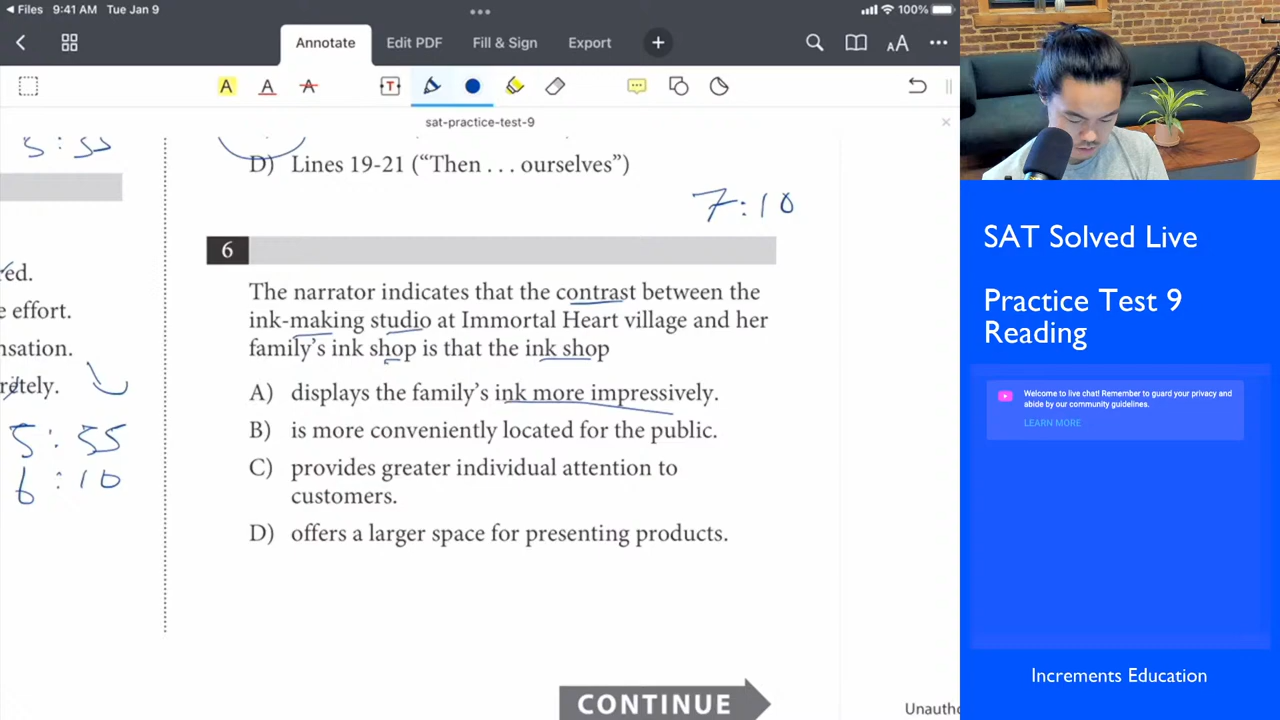 Files 9:41 AM Tue Jan 9
100%
Annotate
Edit PDF
Fill & Sign
Export
A
A
A
T
AA
sat-practice-test-9
D) Lines 19-21 (“Then . . . ourselves”)
7:10
6
ed.
The narrator indicates that the contrast between the
ink-making studio at Immortal Heart village and her
family’s ink shop is that the ink shop
A) displays the family’s ink more impressively.
B) is more conveniently located for the public.
C) provides greater individual attention to
customers.
D) offers a larger space for presenting products.
e effort.
nsation.
retely.
5:55
5:55
6:10
CONTINUE
Unautho
SAT Solved Live
Practice Test 9
Reading
Welcome to live chat! Remember to guard your privacy and
abide by our community guidelines.
LEARN MORE
Increments Education